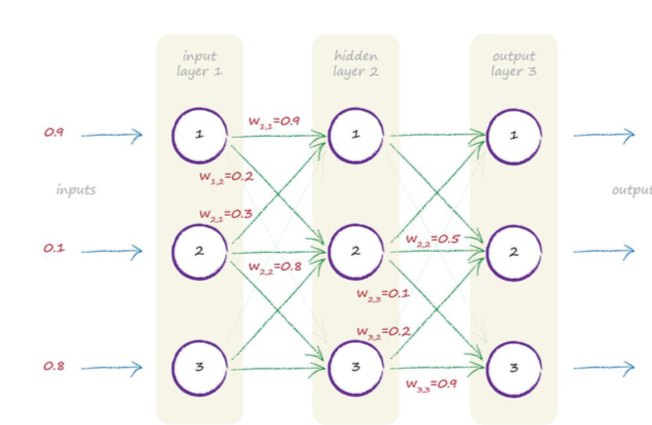 input
layer 1
hidden
layer 2
output
layer 3
0.9
1
w1,1=0.9
1
1
w1,2=0.2
inputs
output
w2,1=0.3
0.1
2
w2,2=0.8
2
w2,2=0.5
2
w2,3=0.1
w3,2=0.2
0.8
3
3
w3,3=0.9
3